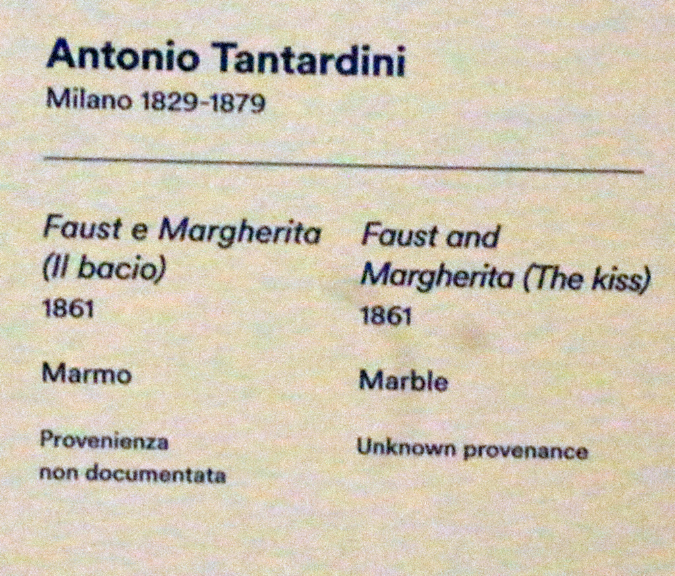 Antonio Tantardini
Milano 1829-1879
Faust e Margherita
(Il bacio)
1861
Marmo
Provenienza
non documentata
Faust and
Margherita (The kiss)
1861
Marble
Unknown provenance